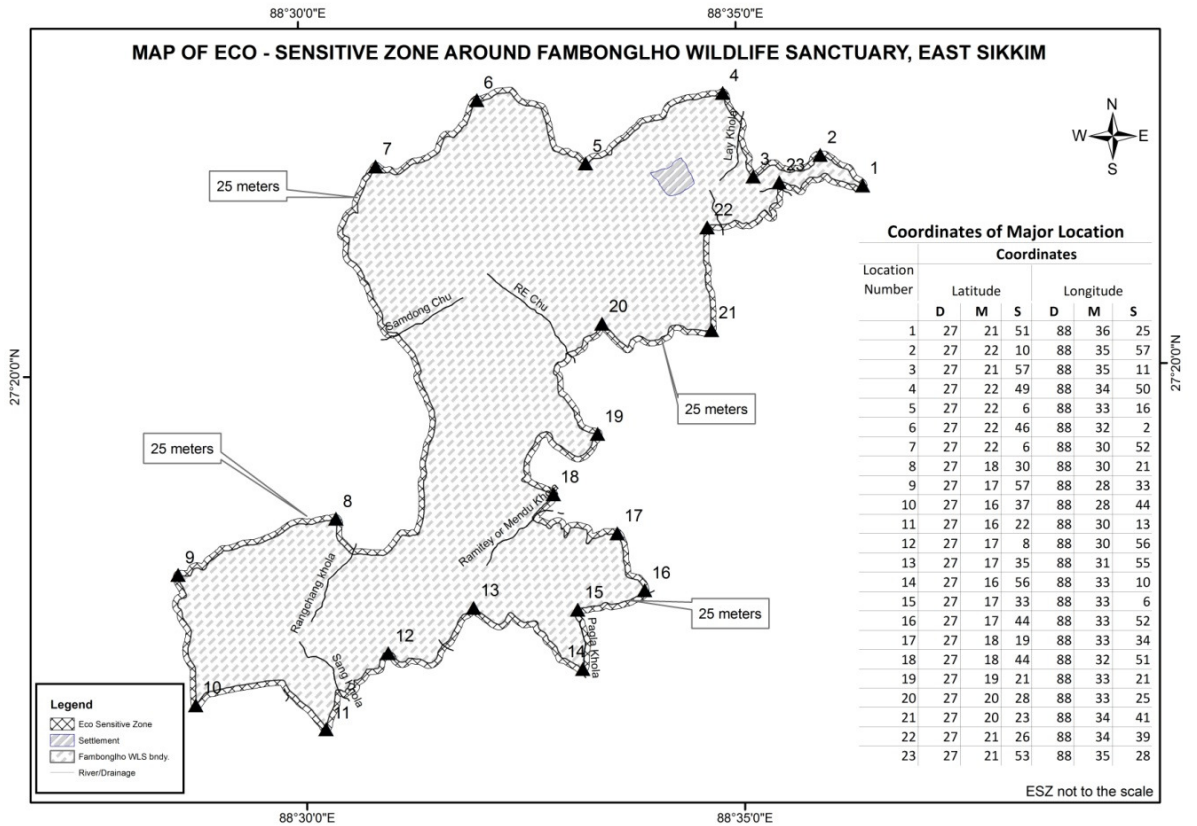 88°30'0"E
88°35'0"E
MAP OF ECO - SENSITIVE ZONE AROUND FAMBONGLHO WILDLIFE SANCTUARY, EAST SIKKIM
N
W E
S
27°20'0"N
27°20'0"N
1
2
3
4
5
6
7
8
9
10
11
12
13
14
15
16
17
18
19
20
21
22
23
25 meters
25 meters
25 meters
25 meters
Lay Khola
RE Chu
Samdong Chu
Ramitey or Mendu Khola
Rangchang khola
Sang Khola
Pagla Khola
Coordinates of Major Location
Coordinates
Location Number
Latitude Longitude
D M S D M S
1 27 21 51 88 36 25
2 27 22 10 88 35 57
3 27 21 57 88 35 11
4 27 22 49 88 34 50
5 27 22 6 88 33 16
6 27 22 46 88 32 2
7 27 22 6 88 30 52
8 27 18 30 88 30 21
9 27 17 57 88 28 33
10 27 16 37 88 28 44
11 27 16 22 88 30 13
12 27 17 8 88 30 56
13 27 17 35 88 31 55
14 27 16 56 88 33 10
15 27 17 33 88 33 6
16 27 17 44 88 33 52
17 27 18 19 88 33 34
18 27 18 44 88 32 51
19 27 19 21 88 33 21
20 27 20 28 88 33 25
21 27 20 23 88 34 41
22 27 21 26 88 34 39
23 27 21 53 88 35 28
Legend
Eco Sensitive Zone
Settlement
Fambonglho WLS bndy.
River/Drainage
ESZ not to the scale
88°30'0"E
88°35'0"E